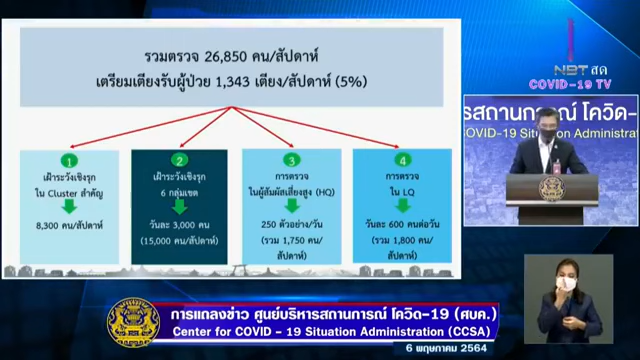 รวมตรวจ 26,850 คน/สัปดาห์
เตรียมเตียงรับผู้ป่วย 1,343 เตียง/สัปดาห์ (5%)
1
เฝ้าระวังเชิงรุก
ใน Cluster สำคัญ
8,300 คน/สัปดาห์
2
เฝ้าระวังเชิงรุก
6 กลุ่มเขต
วันละ 3,000 คน
(15,000 คน/สัปดาห์)
3
การตรวจ
ในผู้สัมผัสเสี่ยงสูง (HQ)
250 ตัวอย่าง/วัน
(รวม 1,750 คน/
สัปดาห์)
4
การตรวจ
ใน LQ
วันละ 600 คนต่อวัน
(รวม 1,800 คน/
สัปดาห์)
NBT สด
COVID-19 TV
ารสถานการณ์ โควิด-
COVID-19 Situation Administrat
การแถลงข่าว ศูนย์บริหารสถานการณ์ โควิด-19 (ศบค.)
Center for COVID - 19 Situation Administration (CCSA)
6 พฤษภาคม 2564